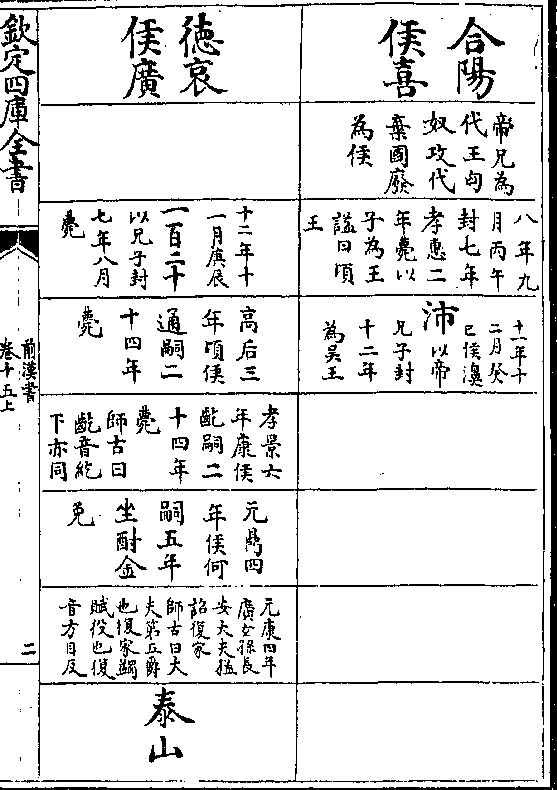 合陽
侯喜
帝兄為
代王匈
奴攻代
棄國廢
為侯
八年九
月丙午
封七年
孝惠二
年薨以
子為王
諡曰頃
王
沛
十一年十
二月癸
巳侯濞
以帝
兄子封
十二年
為吳王
徳哀
侯廣
十二年十
一月庚辰
一百二十
以兄子封
七年八月
薨
高后三
年頃侯
通嗣二
十四年
薨
孝景六
年康侯
齕嗣二
十四年
薨
師古曰
齕音紇
下亦同
元鼎四
年侯何
嗣五年
坐酎金
免
元康四年
廣玄孫長
安大夫猛
詔復家
師古曰大
夫第五爵
也復家蠲
賦役也復
音方目反
泰山
欽定四庫全書
前漢書
卷十五上
二